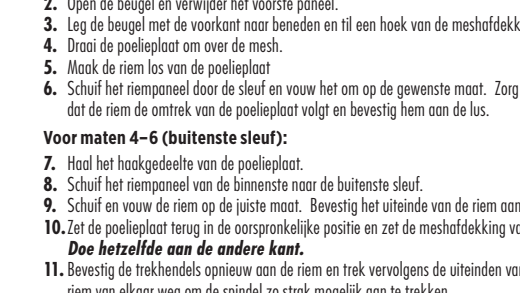 2. Open de beugel en verwijder het voorste paneel.
3. Leg de beugel met de voorkant naar beneden en til een hoek van de meshafdekk
4. Draai de poelieplaat om over de mesh.
5. Maak de riem los van de poelieplaat
6. Schuif het riempaneel door de sleuf en vouw het om op de gewenste maat. Zorg
dat de riem de omtrek van de poelieplaat volgt en bevestig hem aan de lus.
Voor maten 4–6 (buitenste sleuf):
7. Haal het haakgedeelte van de poelieplaat.
8. Schuif het riempaneel van de binnenste naar de buitenste sleuf.
9. Schuif en vouw de riem op de juiste maat. Bevestig het uiteinde van de riem aan
10. Zet de poelieplaat terug in de oorspronkelijke positie en zet de meshafdekking va
Doe hetzelfde aan de andere kant.
11. Bevestig de trekhendels opnieuw aan de riem en trek vervolgens de uiteinden van
riem van elkaar weg om de spindel zo strak mogelijk aan te trekken